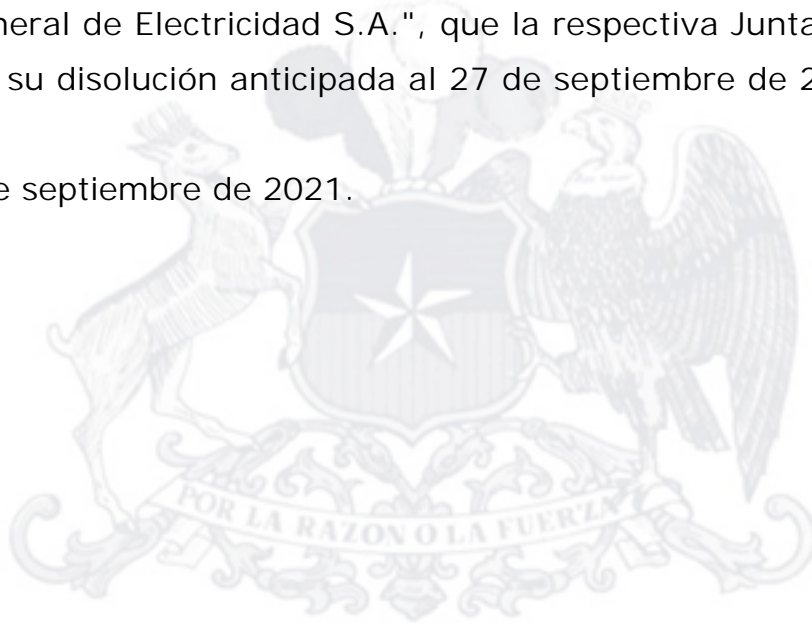 neral de Electricidad S.A.", que la respectiva Junta
su disolución anticipada al 27 de septiembre de 2
e septiembre de 2021.
POR LA RAZON O LA FUERZA